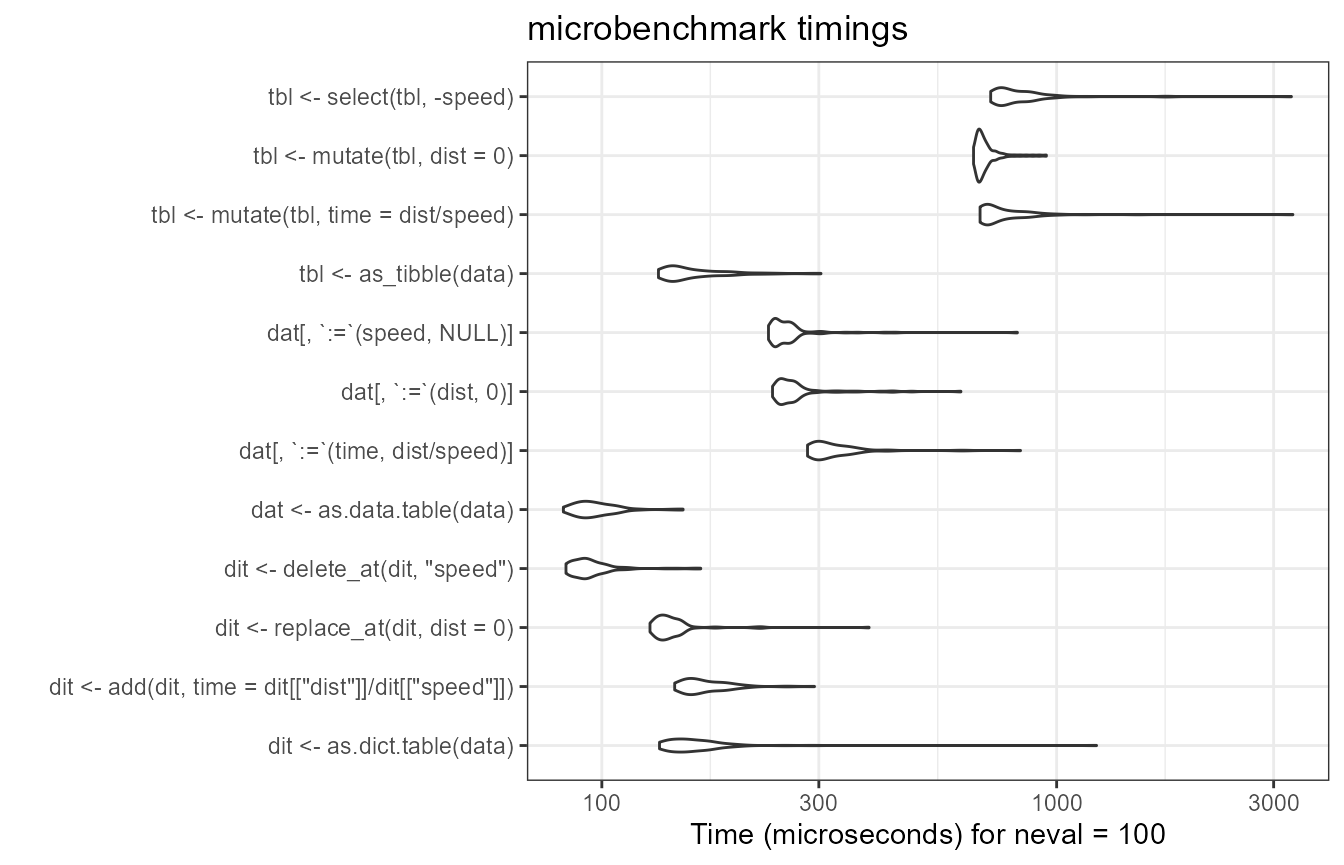 microbenchmark timings
tbl <- select(tbl, -speed)
tbl <- mutate(tbl, dist = 0)
tbl <- mutate(tbl, time = dist/speed)
tbl <- as_tibble(data)
dat[, `:=`(speed, NULL)]
dat[, `:=`(dist, 0)]
dat[, `:=`(time, dist/speed)]
dat <- as.data.table(data)
dit <- delete_at(dit, "speed")
dit <- replace_at(dit, dist = 0)
dit <- add(dit, time = dit[["dist"]]/dit[["speed"]])
dit <- as.dict.table(data)
100 300 1000 3000
Time (microseconds) for neval = 100